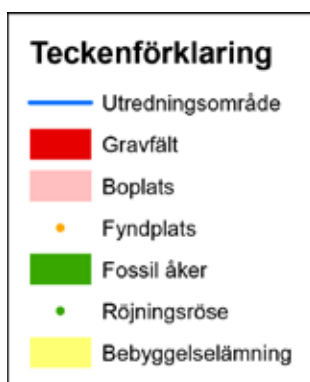 Teckenförklaring
Utredningsområde
Gravfält
Boplats
Fyndplats
Fossil åker
Röjningsröse
Bebyggelselämning